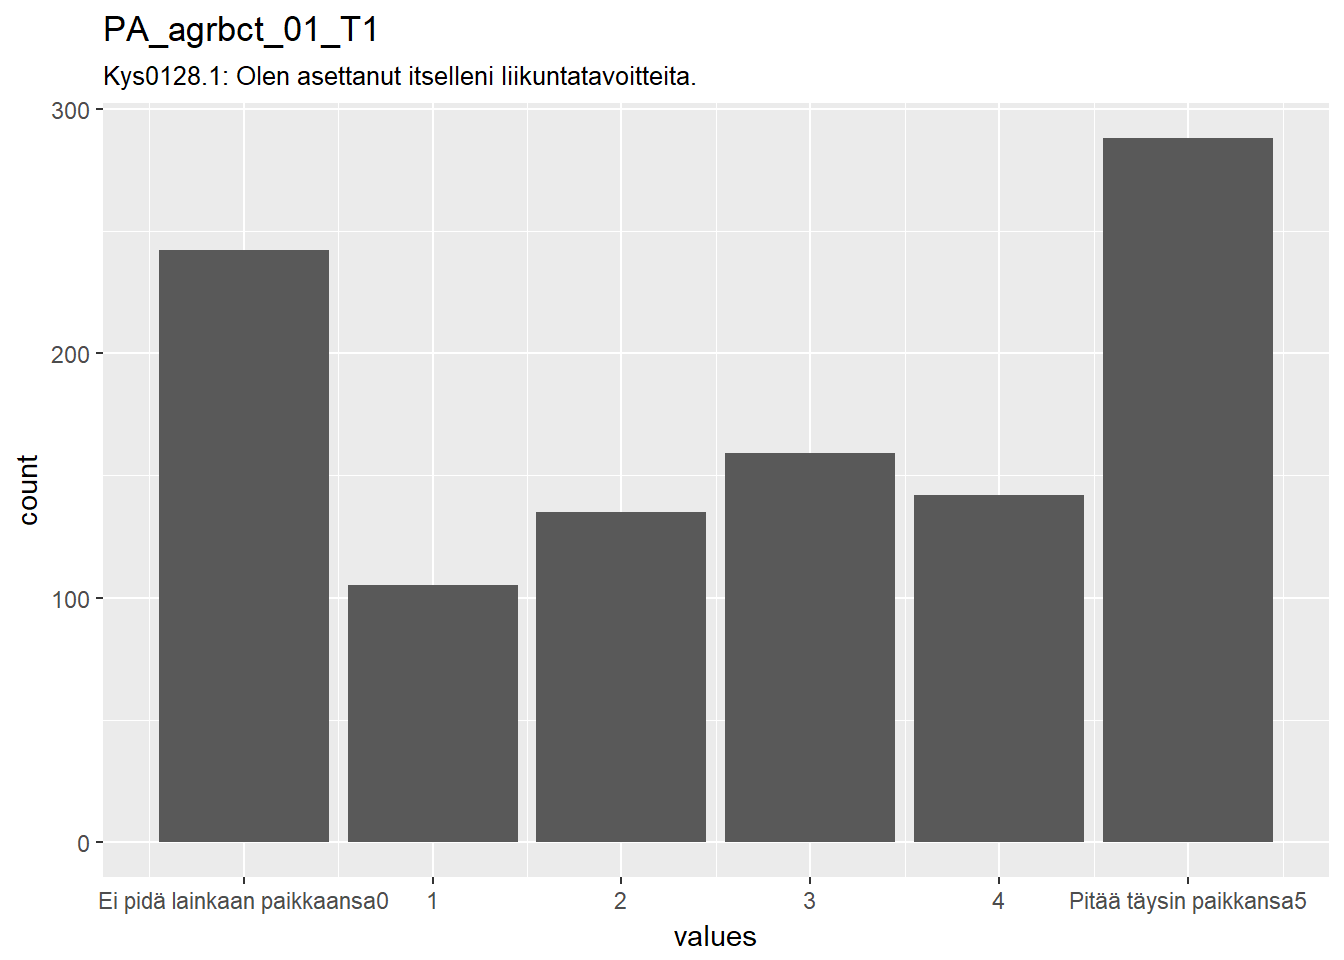 PA_agrbct_01_T1
Kys0128.1: Olen asettanut itselleni liikuntatavoitteita.
300
200
100
0
count
Ei pidä lainkaan paikkaansa0 1 2 3 4 Pitää täysin paikkansa5
values